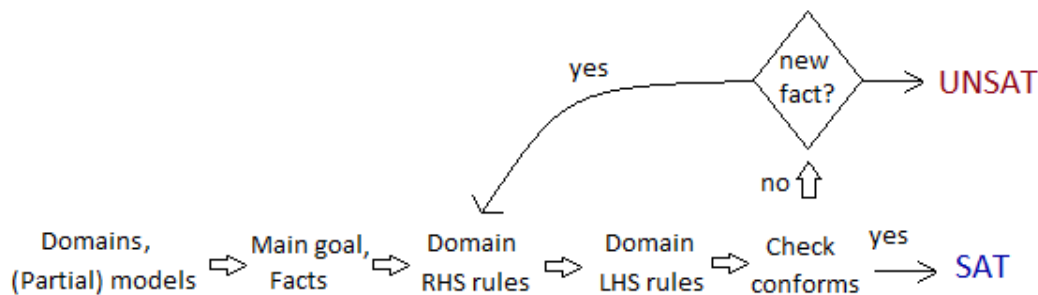 new
fact?
yes
UNSAT
no
Domains,
(Partial) models
Main goal,
Facts
Domain
RHS rules
Domain
LHS rules
Check
conforms
yes
SAT